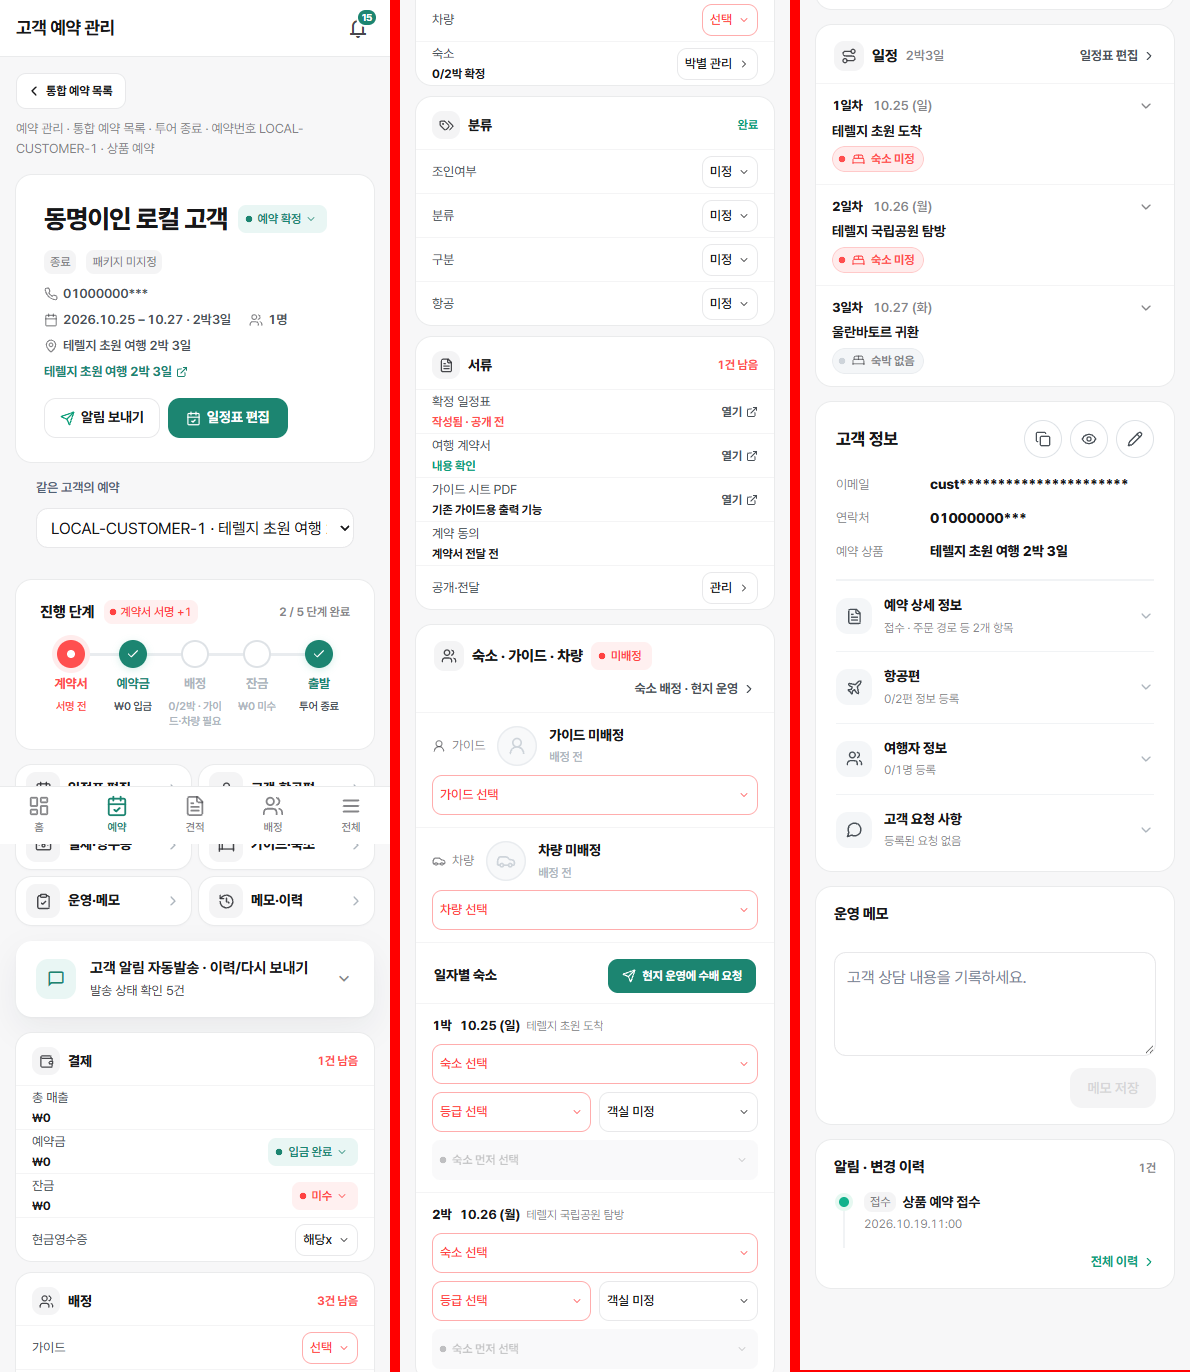 고객 예약 관리
15
통합 예약 목록
예약 관리 · 통합 예약 목록 · 투어 종료 · 예약번호 LOCAL-
CUSTOMER-1 · 상품 예약
동명이인 로컬 고객
예약 확정
종료
패키지 미지정
01000000***
2026.10.25 – 10.27 · 2박3일
1명
테렐지 초원 여행 2박 3일
테렐지 초원 여행 2박 3일
알림 보내기
일정표 편집
같은 고객의 예약
LOCAL-CUSTOMER-1 · 테렐지 초원 여행
진행 단계
계약서 서명 +1
2 / 5 단계 완료
계약서
예약금
배정
잔금
출발
서명 전
₩0 입금
0/2박 · 가이
드·차량 필요
₩0 미수
투어 종료
홈
예약
견적
배정
전체
운영·메모
메모·이력
고객 알림 자동발송 · 이력/다시 보내기
발송 상태 확인 5건
결제
1건 남음
총 매출
₩0
예약금
₩0
입금 완료
잔금
₩0
미수
현금영수증
해당x
배정
3건 남음
가이드
선택
차량
선택
숙소
0/2박 확정
박별 관리
분류
완료
조인여부
미정
분류
미정
구분
미정
항공
미정
서류
1건 남음
확정 일정표
작성됨 · 공개 전
열기
여행 계약서
내용 확인
열기
가이드 시트 PDF
기존 가이드용 출력 기능
열기
계약 동의
계약서 전달 전
공개·전달
관리
숙소 · 가이드 · 차량
미배정
숙소 배정 · 현지 운영
가이드
가이드 미배정
배정 전
가이드 선택
차량
차량 미배정
배정 전
차량 선택
일자별 숙소
현지 운영에 수배 요청
1박 10.25 (일) 테렐지 초원 도착
숙소 선택
등급 선택
객실 미정
숙소 먼저 선택
2박 10.26 (월) 테렐지 국립공원 탐방
숙소 선택
등급 선택
객실 미정
숙소 먼저 선택
일정 2박3일
일정표 편집
1일차 10.25 (일)
테렐지 초원 도착
숙소 미정
2일차 10.26 (월)
테렐지 국립공원 탐방
숙소 미정
3일차 10.27 (화)
울란바토르 귀환
숙박 없음
고객 정보
이메일
cust**********************
연락처
01000000***
예약 상품
테렐지 초원 여행 2박 3일
예약 상세 정보
접수 · 주문 경로 등 2개 항목
항공편
0/2편 정보 등록
여행자 정보
0/1명 등록
고객 요청 사항
등록된 요청 없음
운영 메모
고객 상담 내용을 기록하세요.
메모 저장
알림 · 변경 이력
1건
접수
상품 예약 접수
2026.10.19.11:00
전체 이력